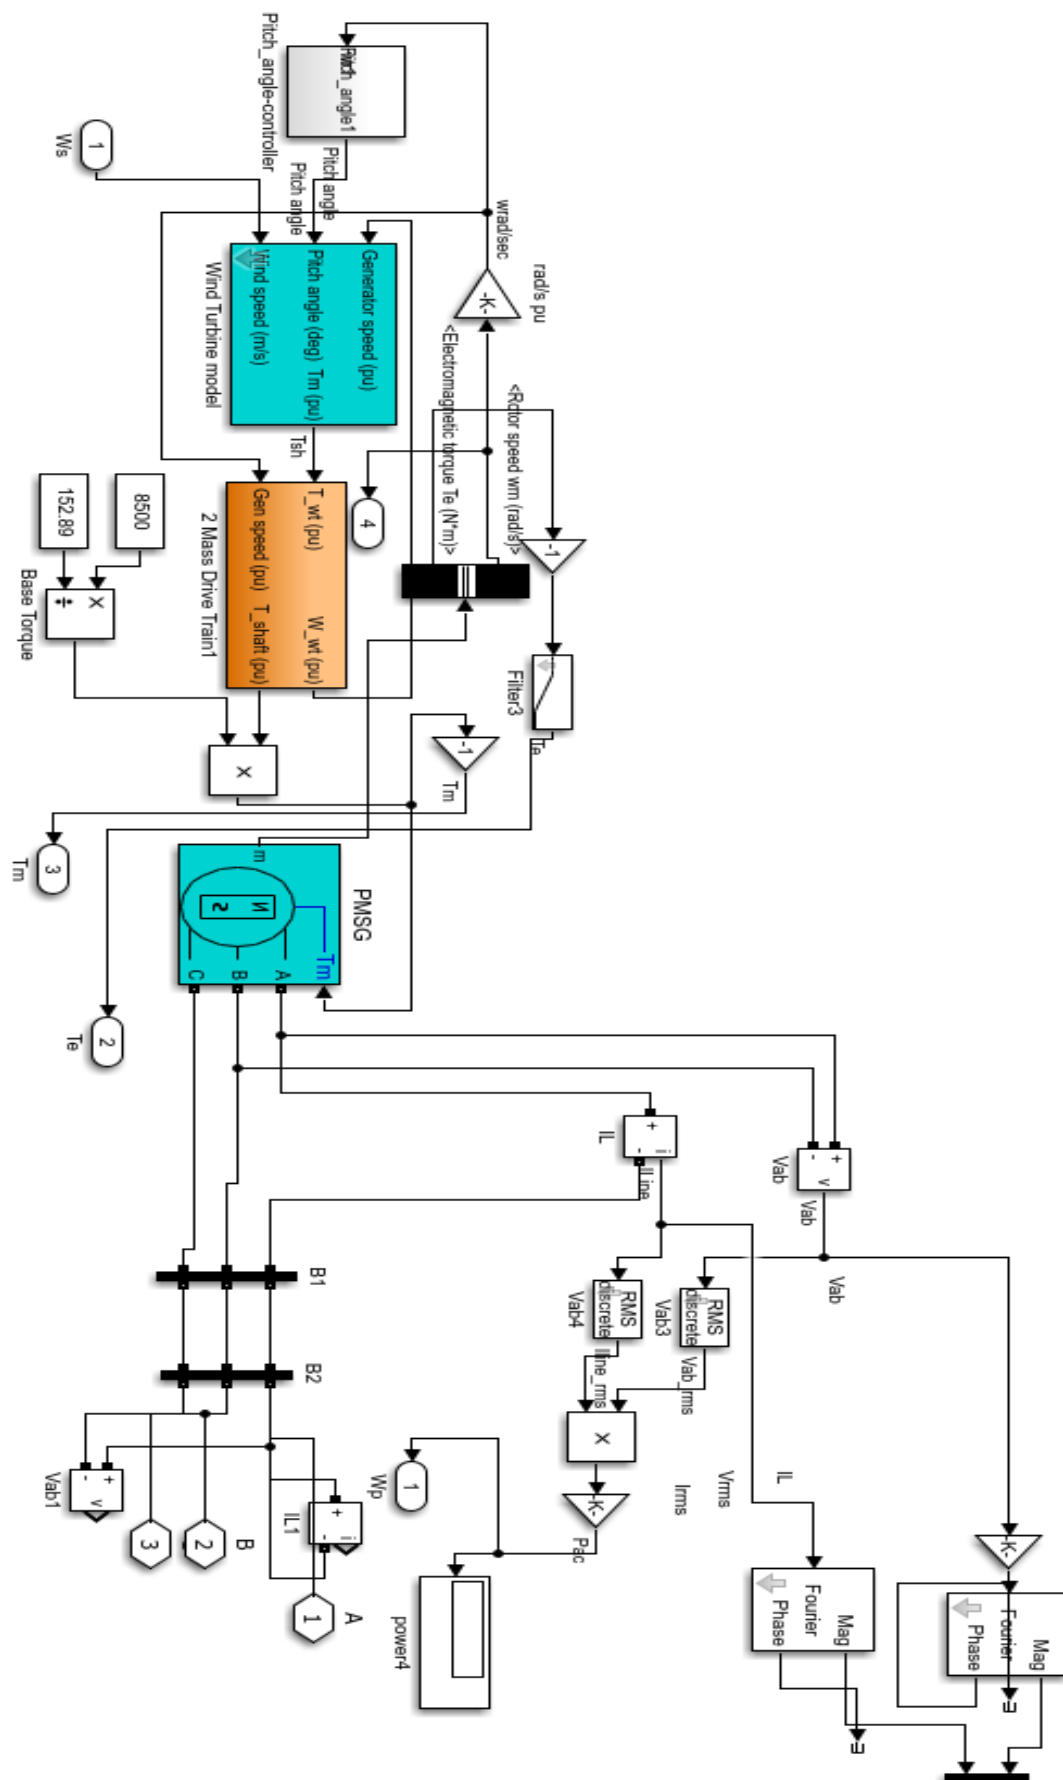 Pitch_angle1
Pitch_angle-controller
Pitch angle
Pitch angle
1
Ws
wrad/sec
rad/s pu
-K-
Generator speed (pu)
Pitch angle (deg)
Tm (pu)
Wind speed (m/s)
Wind Turbine model
Tsh
<Rotor speed wm (rad/s)>
<Electromagnetic torque Te (N*m)>
-1
4
T_wt (pu)
W_wt (pu)
Gen speed (pu)
T_shaft (pu)
2 Mass Drive Train1
8500
152.89
X
÷
Base Torque
Filter3
Te
X
-1
Tm
3
Tm
2
Te
PMSG
m
N
S
Tm
A
B
C
+
-
v
Vab
Vab
Vab
+
-
i
IL
ILine
RMS
discrete
Vab3
Vab_rms
RMS
discrete
Vab4
Iline_rms
X
-K-
Pac
1
Wp
power4
IL
Vrms
Irms
-K-
Fourier
Mag
Phase
Fourier
Mag
Phase
B1
B2
+
-
v
Vab1
+
-
i
IL1
3
2
B
1
A